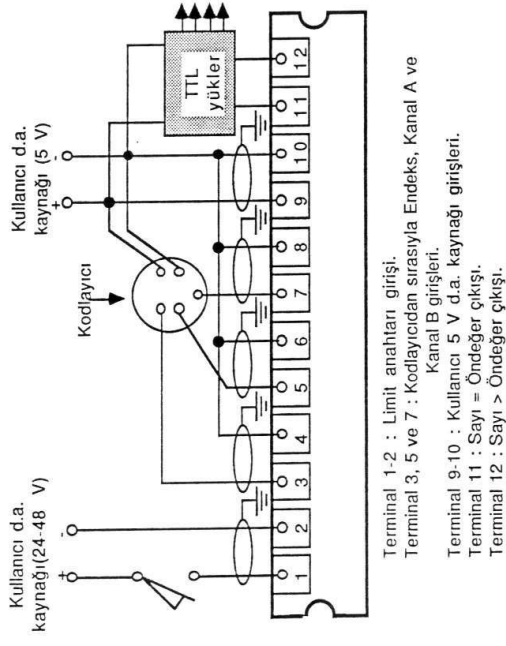 Kullanıcı d.a.
kaynağı(24-48 V)
+
-
Kodlayıcı
Kullanıcı d.a.
kaynağı (5 V)
+
-
TTL
yükler
1
2
3
4
5
6
7
8
9
10
11
12
Terminal 1-2 : Limit anahtarı girişi.
Terminal 3, 5 ve 7 : Kodlayıcıdan sırasıyla Endeks, Kanal A ve
Kanal B girişleri.
Terminal 9-10 : Kullanıcı 5 V d.a. kaynağı girişleri.
Terminal 11 : Sayı = Öndeğer çıkışı.
Terminal 12 : Sayı > Öndeğer çıkışı.